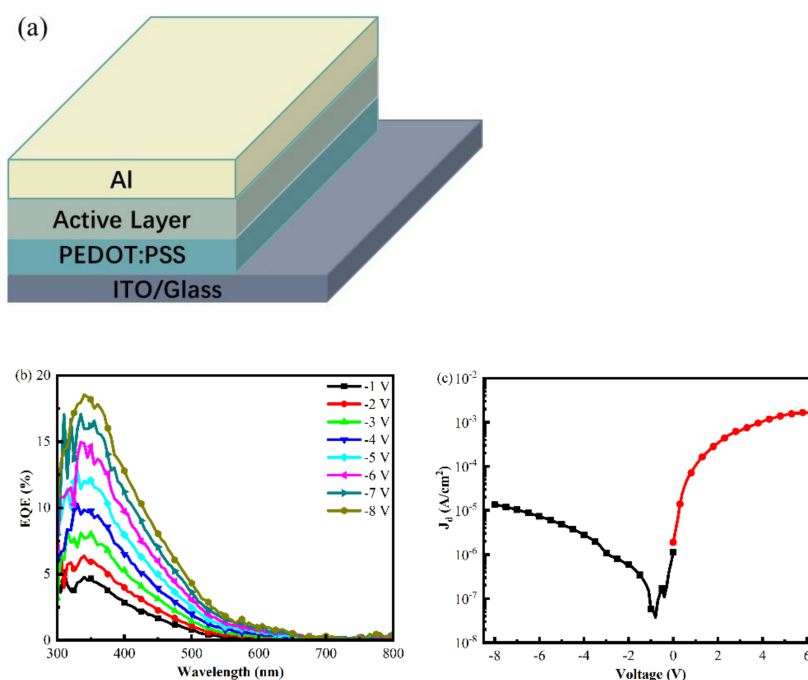 (a)
Al
Active Layer
PEDOT:PSS
ITO/Glass
(b)
20
15
10
5
0
EQE (%)
300 400 500 600 700 800
Wavelength (nm)
-1 V
-2 V
-3 V
-4 V
-5 V
-6 V
-7 V
-8 V
(c)
10⁻²
10⁻³
10⁻⁴
10⁻⁵
10⁻⁶
10⁻⁷
10⁻⁸
J_d (A/cm²)
-8 -6 -4 -2 0 2 4 6
Voltage (V)